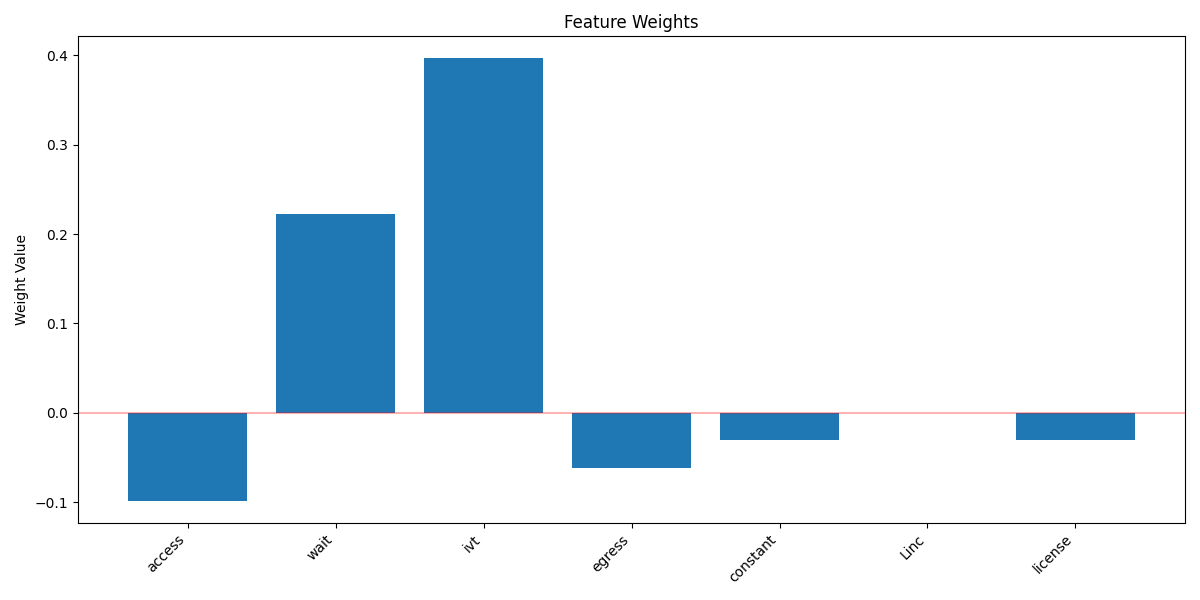 Feature Weights
Weight Value
0.4
0.3
0.2
0.1
0.0
−0.1
access
wait
ivt
egress
constant
Linc
license